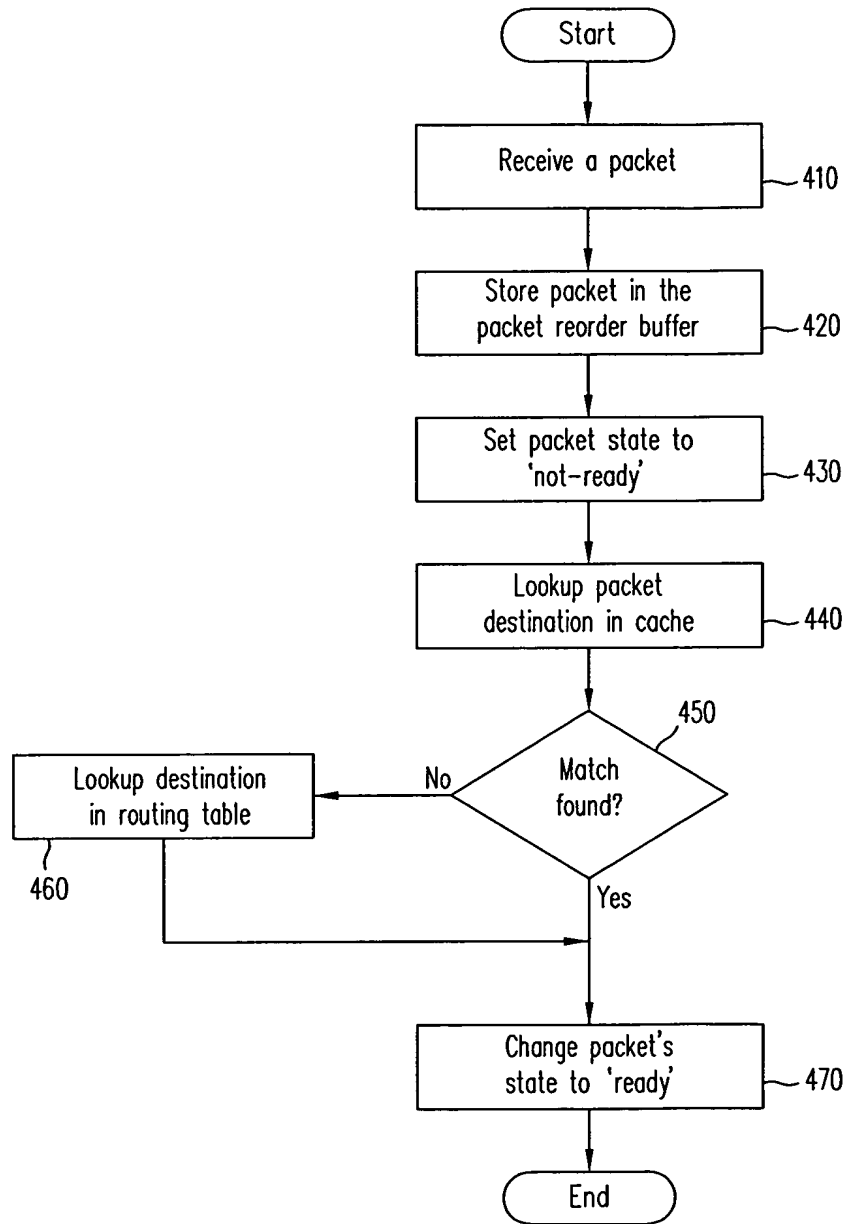 Start
Receive a packet
410
Store packet in the
packet reorder buffer
420
Set packet state to
'not-ready'
430
Lookup packet
destination in cache
440
450
Match
found?
No
Lookup destination
in routing table
460
Yes
Change packet's
state to 'ready'
470
End